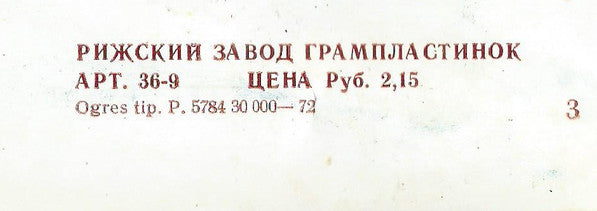 РИЖСКИЙ ЗАВОД ГРАМПЛАСТИНОК
АРТ. 36-9 ЦЕНА Руб. 2,15
Ogres tip. P. 5784 30 000—72
3